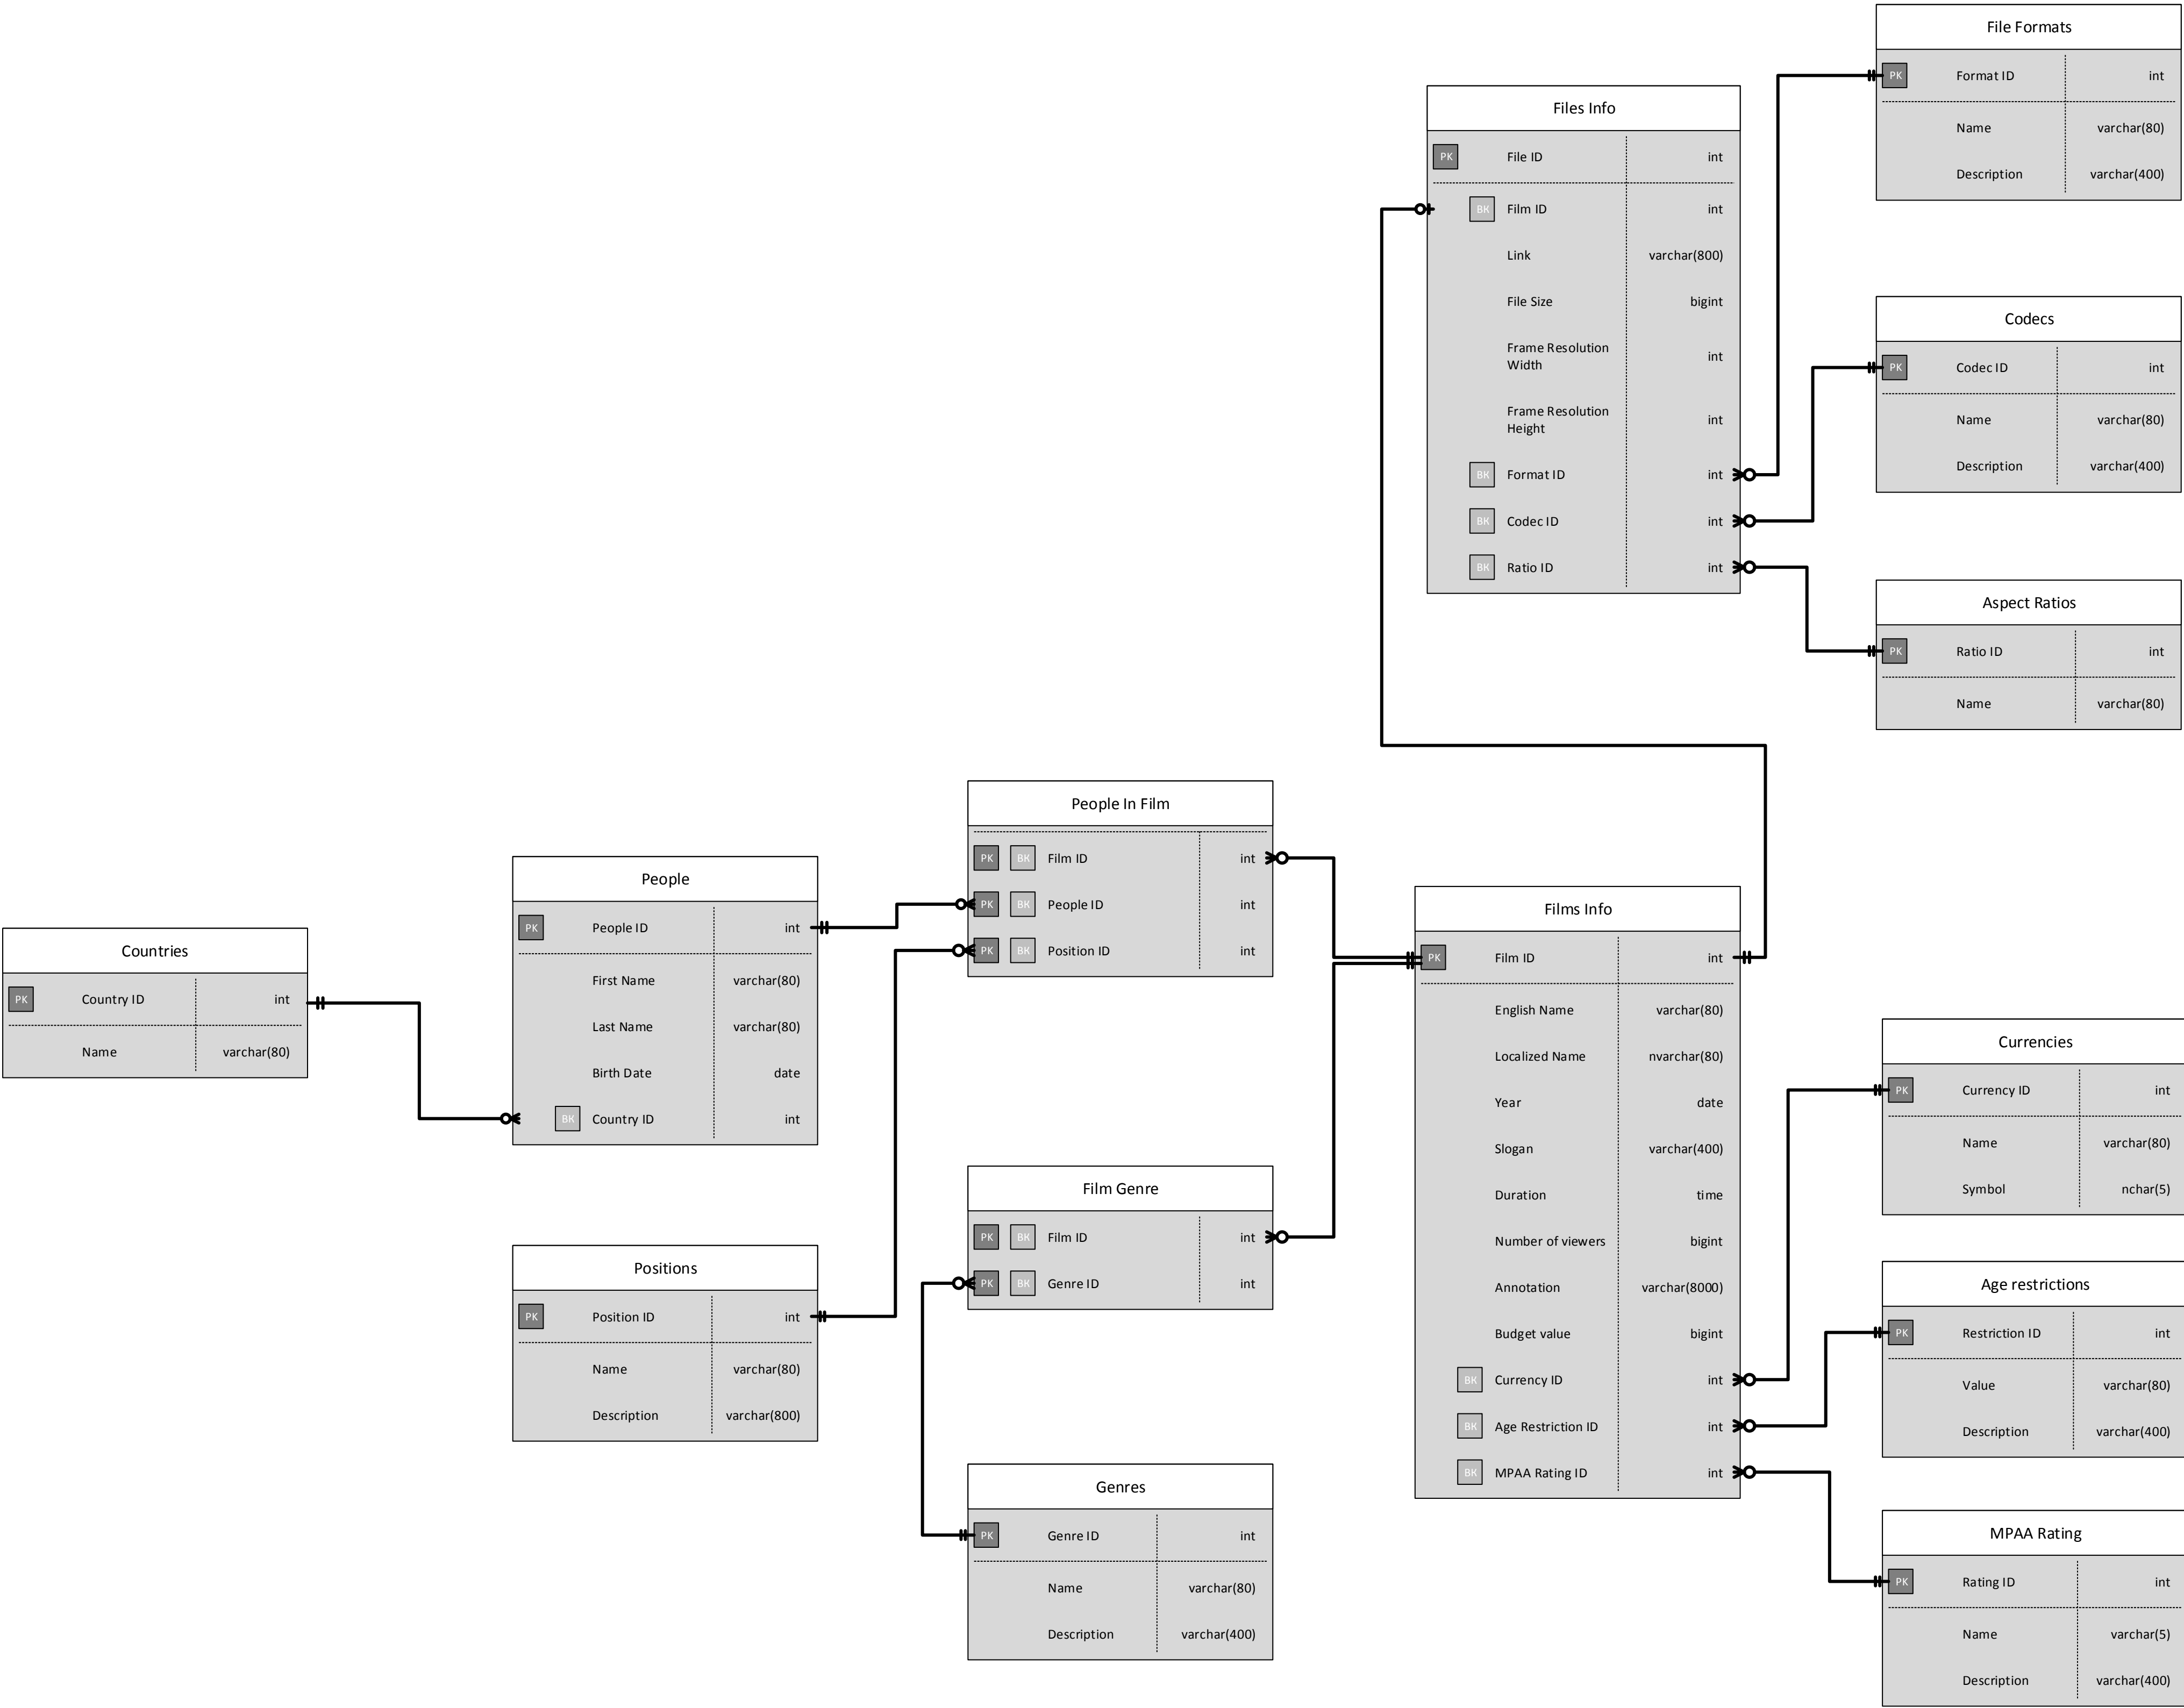 File Formats
PK Format ID int
Name varchar(80)
Description varchar(400)
Files Info
PK File ID int
BK Film ID int
Link varchar(800)
File Size bigint
Frame Resolution
Width int
Frame Resolution
Height int
BK Format ID int
BK Codec ID int
BK Ratio ID int
Codecs
PK Codec ID int
Name varchar(80)
Description varchar(400)
Aspect Ratios
PK Ratio ID int
Name varchar(80)
People In Film
PK BK Film ID int
PK BK People ID int
PK BK Position ID int
People
PK People ID int
First Name varchar(80)
Last Name varchar(80)
Birth Date date
BK Country ID int
Countries
PK Country ID int
Name varchar(80)
Films Info
PK Film ID int
English Name varchar(80)
Localized Name nvarchar(80)
Year date
Slogan varchar(400)
Duration time
Number of viewers bigint
Annotation varchar(8000)
Budget value bigint
BK Currency ID int
BK Age Restriction ID int
BK MPAA Rating ID int
Currencies
PK Currency ID int
Name varchar(80)
Symbol nchar(5)
Film Genre
PK BK Film ID int
PK BK Genre ID int
Positions
PK Position ID int
Name varchar(80)
Description varchar(800)
Age restrictions
PK Restriction ID int
Value varchar(80)
Description varchar(400)
Genres
PK Genre ID int
Name varchar(80)
Description varchar(400)
MPAA Rating
PK Rating ID int
Name varchar(5)
Description varchar(400)